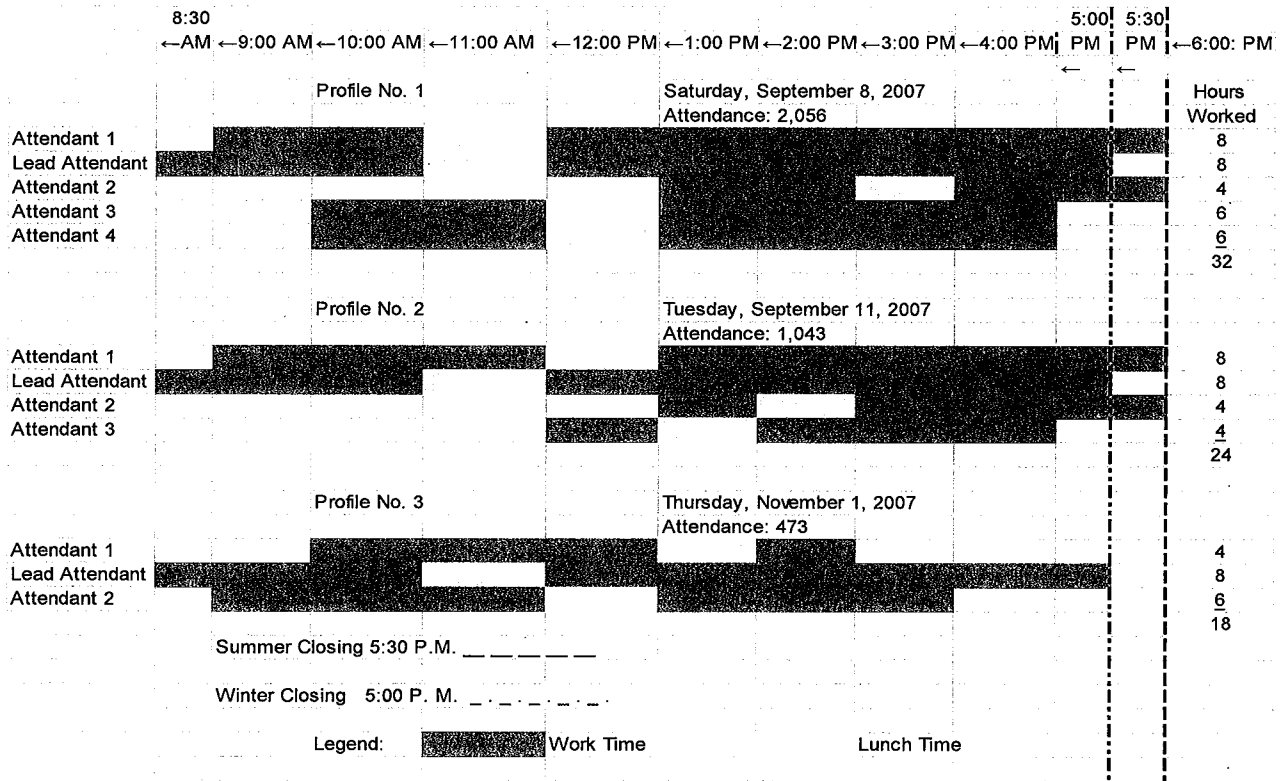 8:30 5:00 5:30
←AM ←9:00 AM ←10:00 AM ←11:00 AM ←12:00 PM ←1:00 PM ←2:00 PM ←3:00 PM ←4:00 PM PM PM ←6:00: PM
← ←
Profile No. 1 Saturday, September 8, 2007 Hours
Attendance: 2,056 Worked
Attendant 1 8
Lead Attendant 8
Attendant 2 4
Attendant 3 6
Attendant 4 6
32
Profile No. 2 Tuesday, September 11, 2007
Attendance: 1,043
Attendant 1 8
Lead Attendant 8
Attendant 2 4
Attendant 3 4
24
Profile No. 3 Thursday, November 1, 2007
Attendance: 473
Attendant 1 4
Lead Attendant 8
Attendant 2 6
18
Summer Closing 5:30 P.M.
Winter Closing 5:00 P. M.
Legend: Work Time Lunch Time